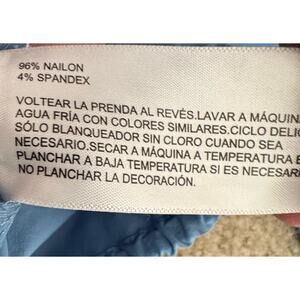 96% NAILON
4% SPANDEX
VOLTEAR LA PRENDA AL REVÉS.LAVAR A MÁQUIN
AGUA FRÍA CON COLORES SIMILARES.CICLO DELIC
SÓLO BLANQUEADOR SIN CLORO CUANDO SEA
NECESARIO.SECAR A MÁQUINA A TEMPERATURA B
PLANCHAR A BAJA TEMPERATURA SI ES NECESAR
NO PLANCHAR LA DECORACIÓN.